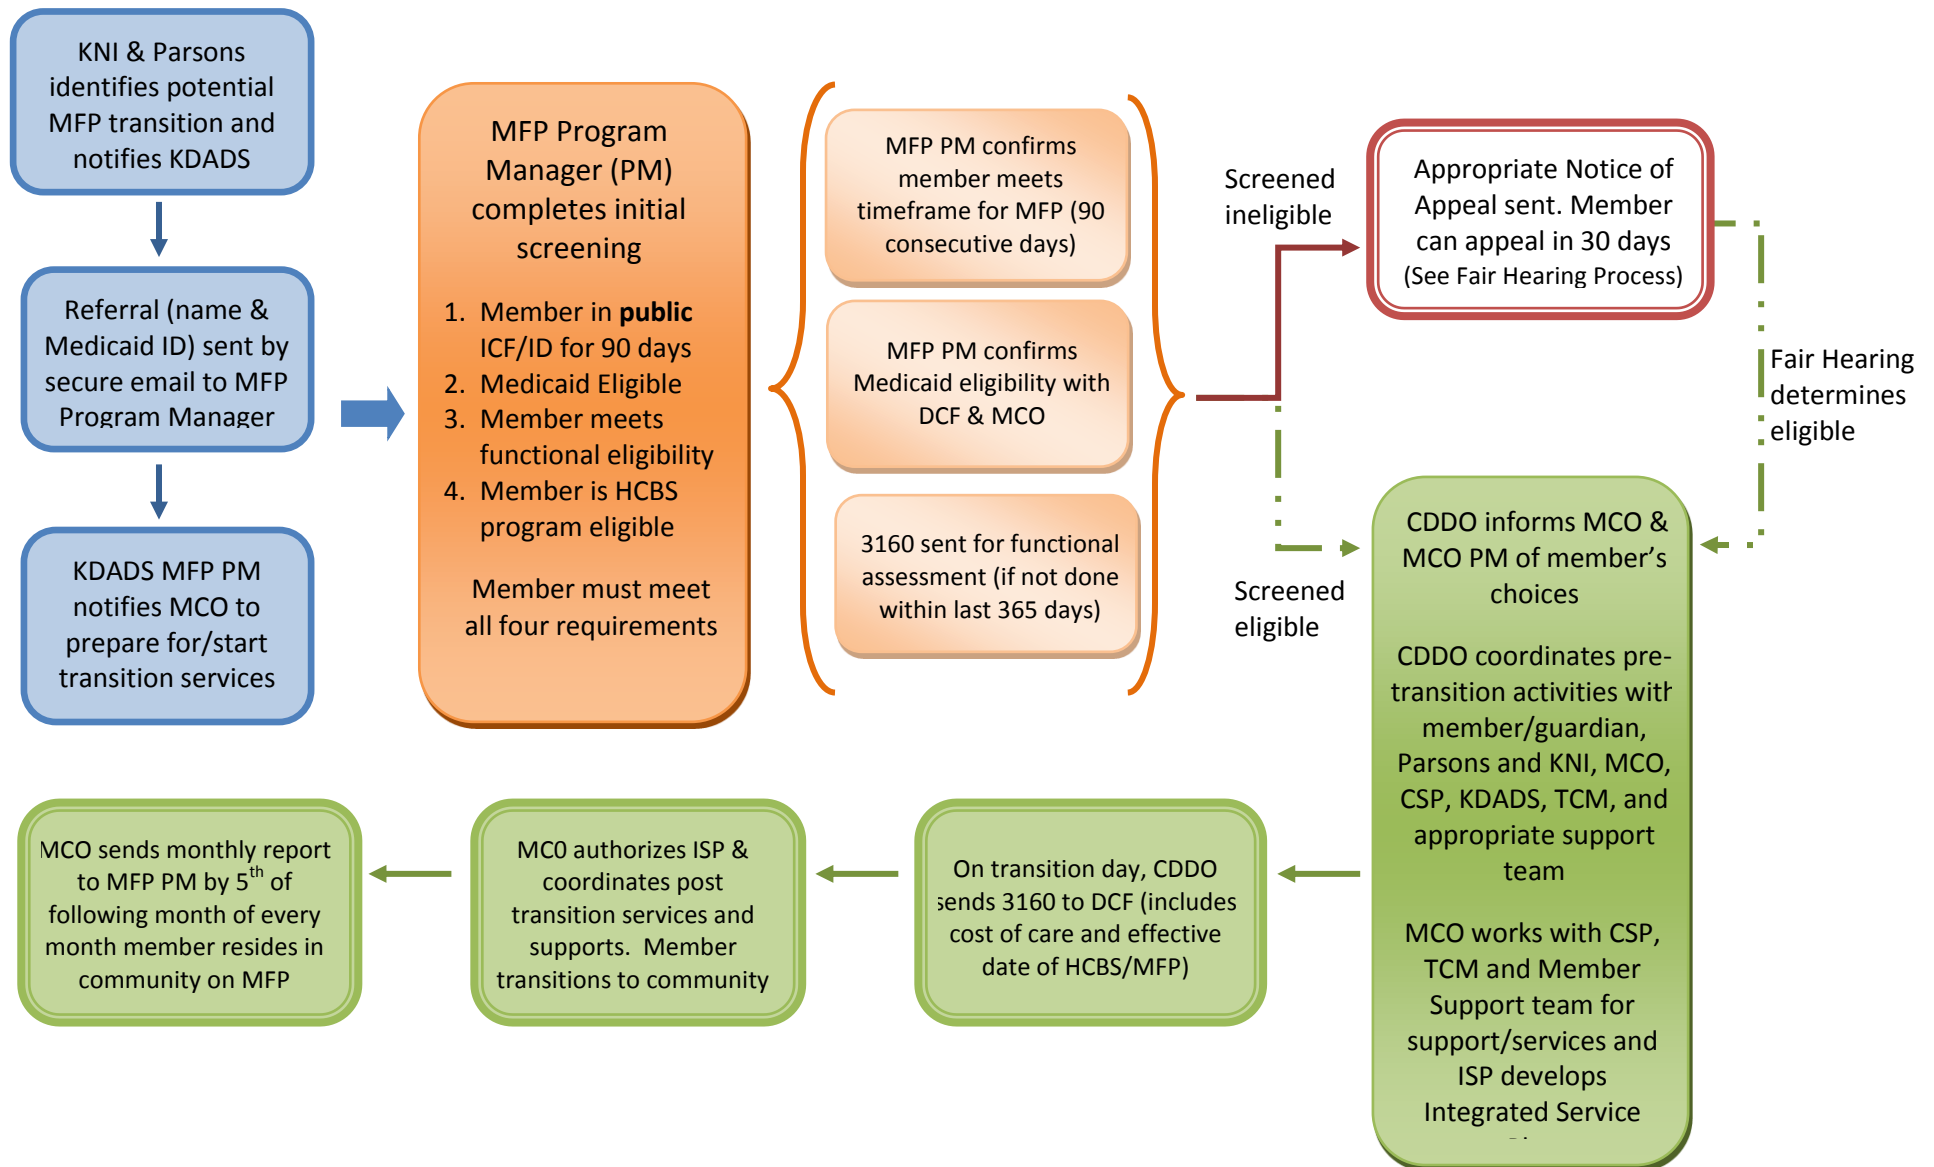 KNI & Parsons
identifies potential
MFP transition and
notifies KDADS
Referral (name &
Medicaid ID) sent by
secure email to MFP
Program Manager
KDADS MFP PM
notifies MCO to
prepare for/start
transition services
MFP Program
Manager (PM)
completes initial
screening
1. Member in public
ICF/ID for 90 days
2. Medicaid Eligible
3. Member meets
functional eligibility
4. Member is HCBS
program eligible
Member must meet
all four requirements
MFP PM confirms
member meets
timeframe for MFP (90
consecutive days)
MFP PM confirms
Medicaid eligibility with
DCF & MCO
3160 sent for functional
assessment (if not done
within last 365 days)
Screened
ineligible
Screened
eligible
Appropriate Notice of
Appeal sent. Member
can appeal in 30 days
(See Fair Hearing Process)
Fair Hearing
determines
eligible
CDDO informs MCO &
MCO PM of member’s
choices
CDDO coordinates pre-
transition activities with
member/guardian,
Parsons and KNI, MCO,
CSP, KDADS, TCM, and
appropriate support
team
MCO works with CSP,
TCM and Member
Support team for
support/services and
ISP develops
Integrated Service
On transition day, CDDO
sends 3160 to DCF (includes
cost of care and effective
date of HCBS/MFP)
MC0 authorizes ISP &
coordinates post
transition services and
supports.  Member
transitions to community
MCO sends monthly report
to MFP PM by 5th of
following month of every
month member resides in
community on MFP